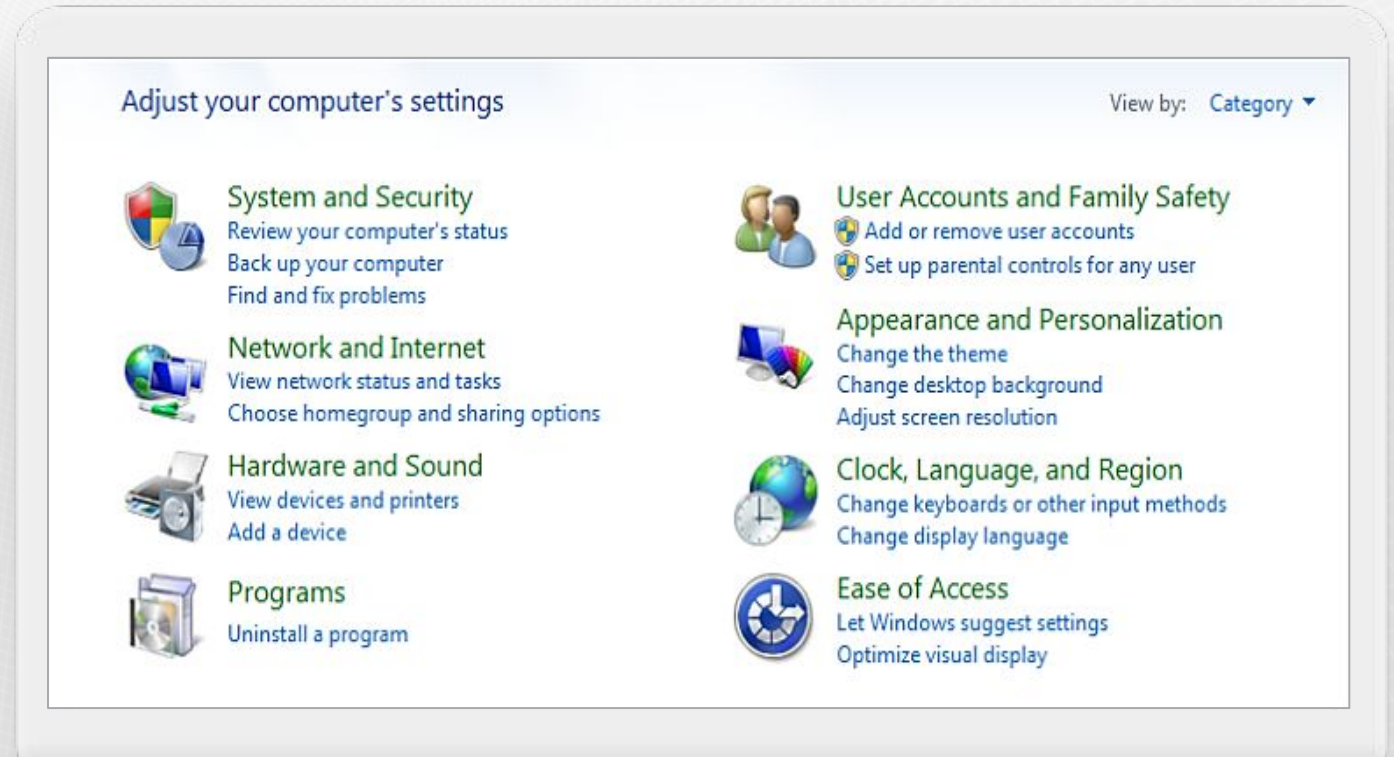 Adjust your computer's settings
View by: Category
System and Security
Review your computer's status
Back up your computer
Find and fix problems
Network and Internet
View network status and tasks
Choose homegroup and sharing options
Hardware and Sound
View devices and printers
Add a device
Programs
Uninstall a program
User Accounts and Family Safety
Add or remove user accounts
Set up parental controls for any user
Appearance and Personalization
Change the theme
Change desktop background
Adjust screen resolution
Clock, Language, and Region
Change keyboards or other input methods
Change display language
Ease of Access
Let Windows suggest settings
Optimize visual display